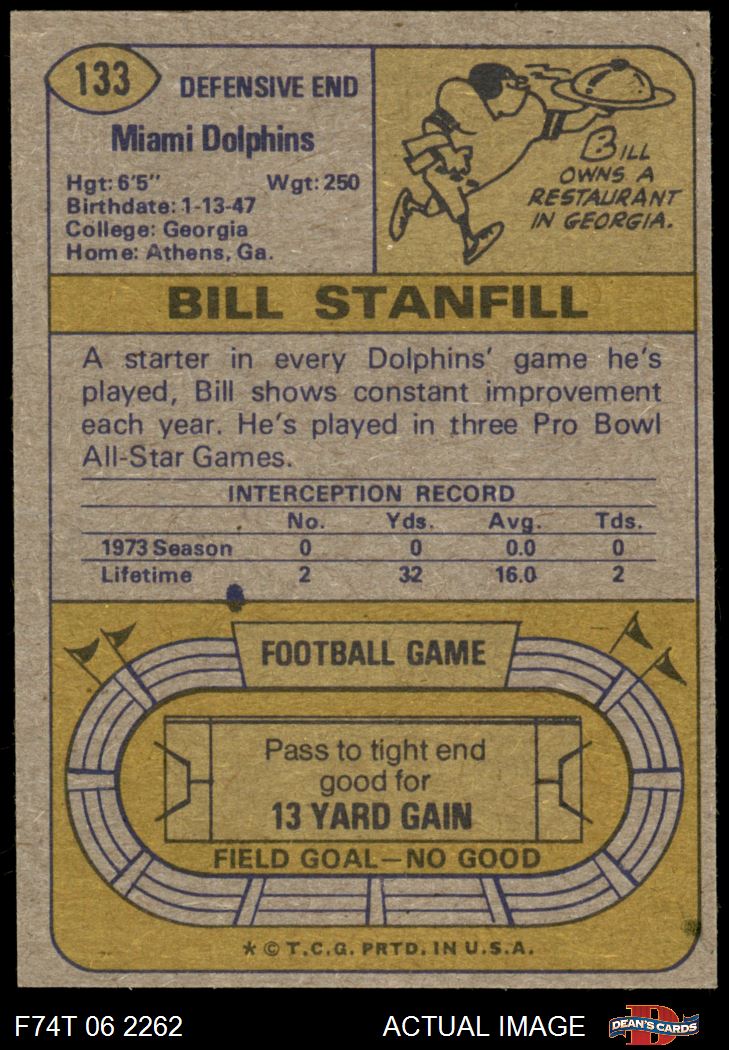 133
DEFENSIVE END
Miami Dolphins
Hgt: 6'5" Wgt: 250
Birthdate: 1-13-47
College: Georgia
Home: Athens, Ga.
BILL
OWNS A
RESTAURANT
IN GEORGIA.
BILL STANFILL
A starter in every Dolphins' game he's
played, Bill shows constant improvement
each year. He's played in three Pro Bowl
All-Star Games.
INTERCEPTION RECORD
No. Yds. Avg. Tds.
1973 Season 0 0 0.0 0
Lifetime 2 32 16.0 2
FOOTBALL GAME
Pass to tight end
good for
13 YARD GAIN
FIELD GOAL—NO GOOD
* © T.C.G. PRTD. IN U.S.A.
F74T 06 2262 ACTUAL IMAGE
D
DEAN'S CARDS